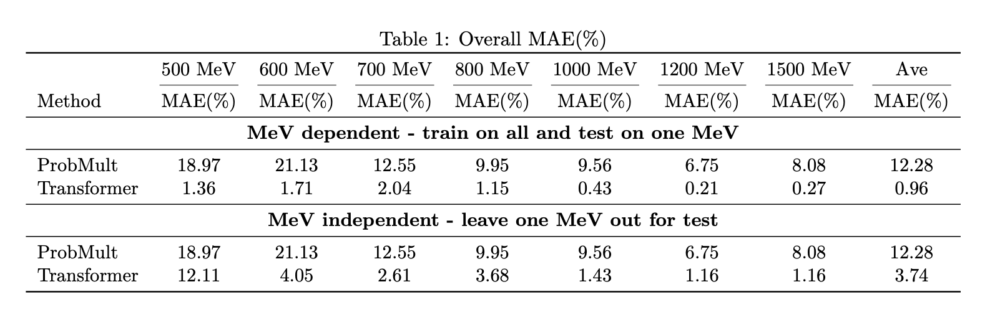 Table 1: Overall MAE(%)
500 MeV 600 MeV 700 MeV 800 MeV 1000 MeV 1200 MeV 1500 MeV Ave
Method MAE(%) MAE(%) MAE(%) MAE(%) MAE(%) MAE(%) MAE(%) MAE(%)
MeV dependent - train on all and test on one MeV
ProbMult 18.97 21.13 12.55 9.95 9.56 6.75 8.08 12.28
Transformer 1.36 1.71 2.04 1.15 0.43 0.21 0.27 0.96
MeV independent - leave one MeV out for test
ProbMult 18.97 21.13 12.55 9.95 9.56 6.75 8.08 12.28
Transformer 12.11 4.05 2.61 3.68 1.43 1.16 1.16 3.74